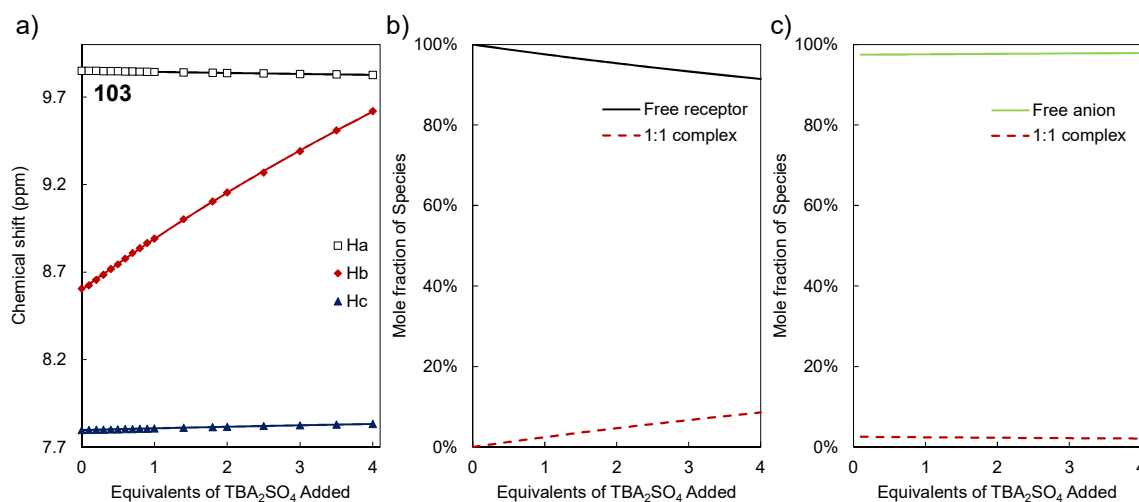 a)
Chemical shift (ppm)
9.7
9.2
8.7
8.2
7.7
103
Ha
Hb
Hc
0 1 2 3 4
Equivalents of TBA₂SO₄ Added
b)
Mole fraction of Species
100%
80%
60%
40%
20%
0%
Free receptor
1:1 complex
0 1 2 3 4
Equivalents of TBA₂SO₄ Added
c)
Mole fraction of Species
100%
80%
60%
40%
20%
0%
Free anion
1:1 complex
0 1 2 3 4
Equivalents of TBA₂SO₄ Added